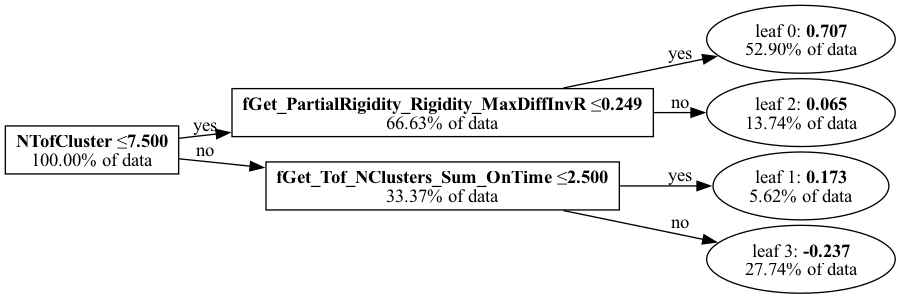 leaf 0: 0.707
52.90% of data
yes
fGet_PartialRigidity_Rigidity_MaxDiffInvR ≤0.249
66.63% of data
no
leaf 2: 0.065
13.74% of data
yes
NTofCluster ≤7.500
100.00% of data
no
fGet_Tof_NClusters_Sum_OnTime ≤2.500
33.37% of data
yes
leaf 1: 0.173
5.62% of data
no
leaf 3: -0.237
27.74% of data